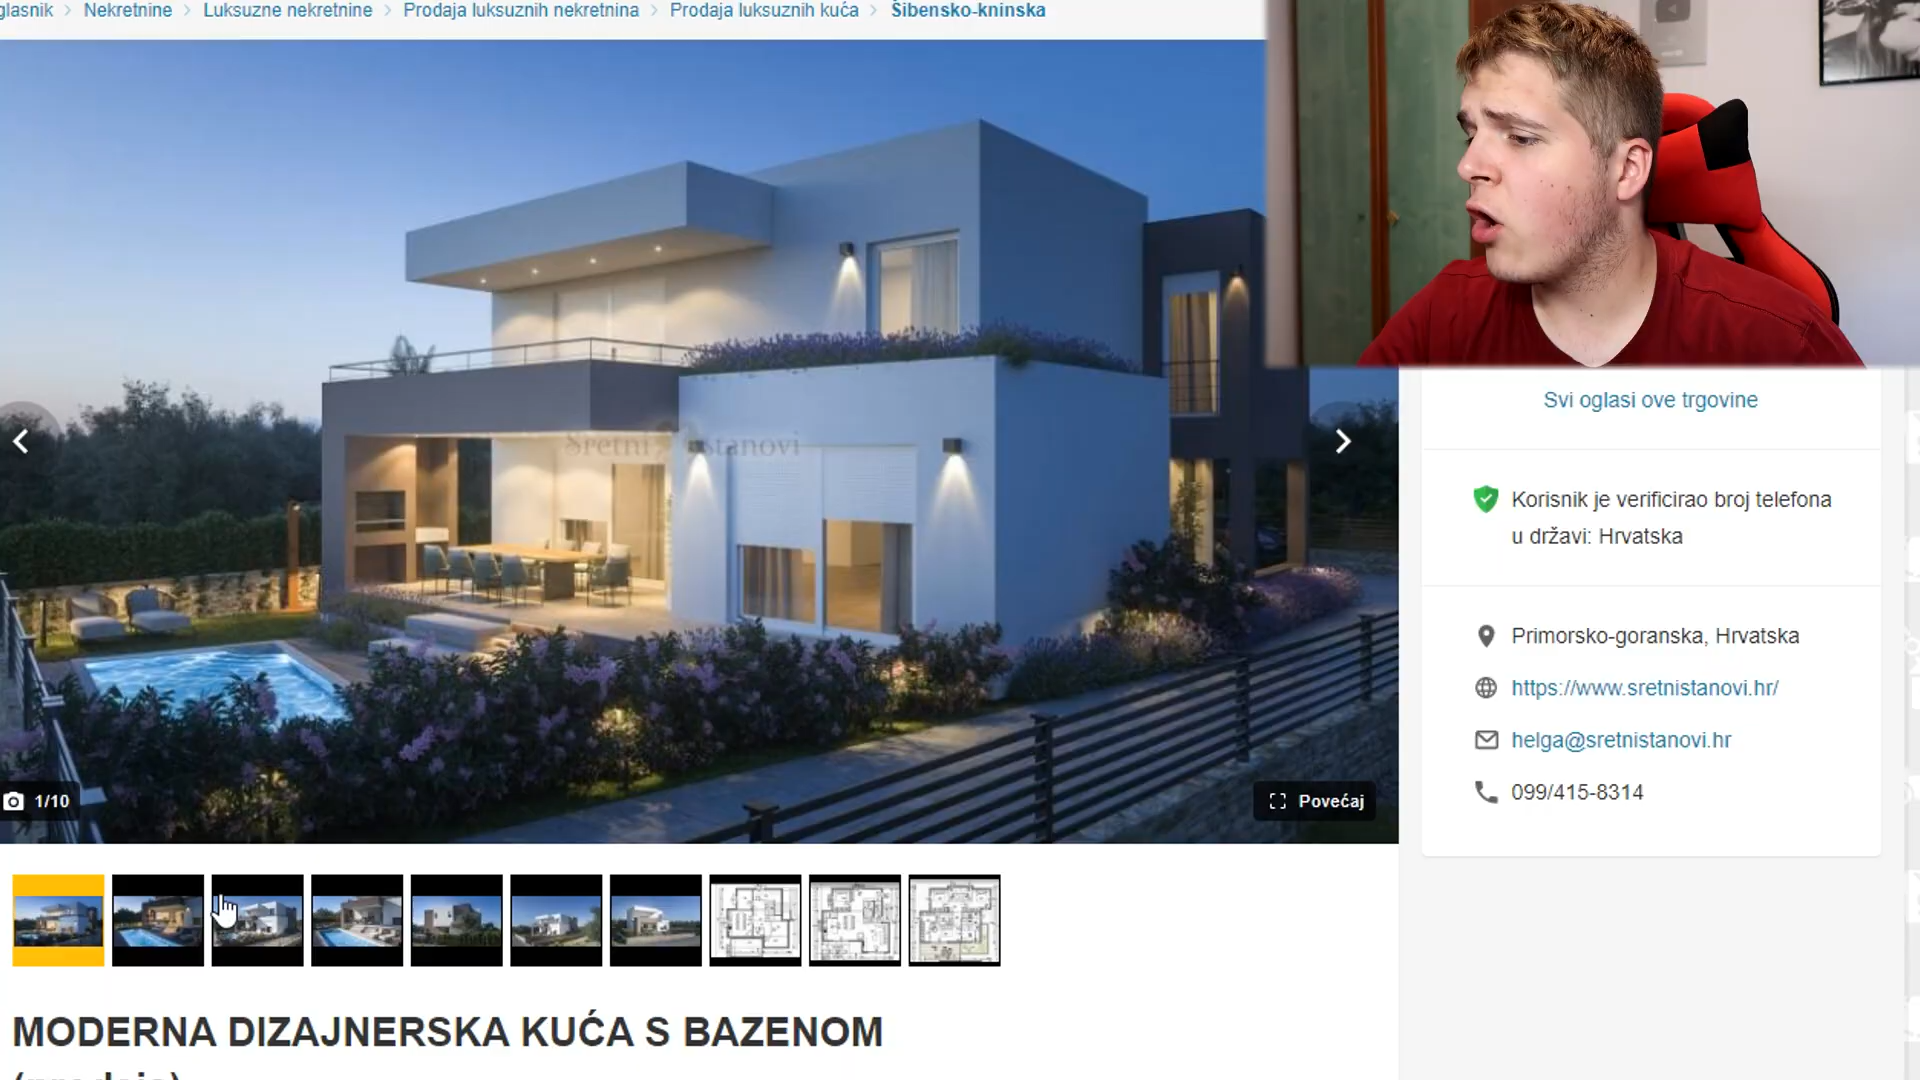 glasnik > Nekretnine > Luksuzne nekretnine > Prodaja luksuznih nekretnina > Prodaja luksuznih kuća > Šibensko-kninska
Sretni stanovi
Svi oglasi ove trgovine
Korisnik je verificirao broj telefona
u državi: Hrvatska
Primorsko-goranska, Hrvatska
https://www.sretnistanovi.hr/
helga@sretnistanovi.hr
099/415-8314
1/10
Povećaj
MODERNA DIZAJNERSKA KUĆA S BAZENOM
(prodaja)